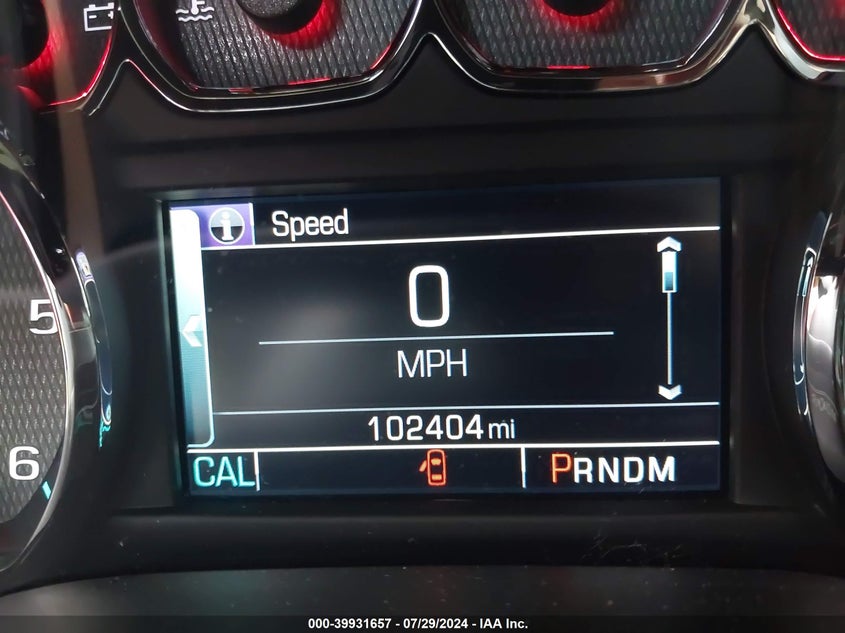 Speed
5
0
MPH
102404 mi
6
CAL
PRNDM
000-39931657 - 07/29/2024 - IAA Inc.